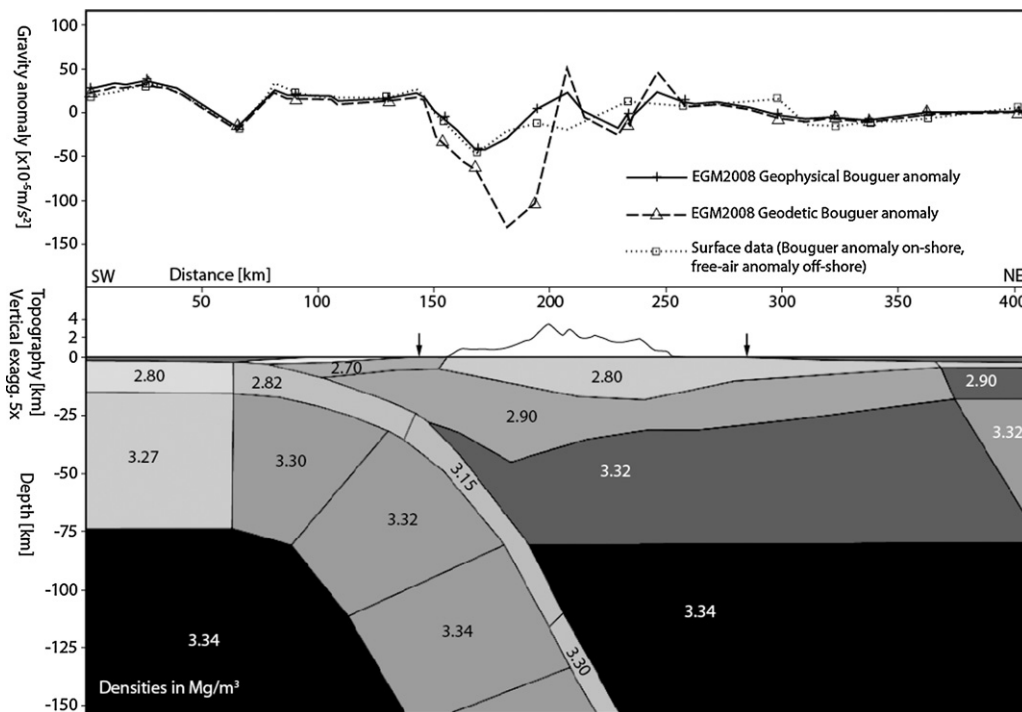 100
50
0
-50
-100
-150
Gravity anomaly [x10⁻⁵m/s²]
EGM2008 Geophysical Bouguer anomaly
EGM2008 Geodetic Bouguer anomaly
Surface data (Bouguer anomaly on-shore,
free-air anomaly off-shore)
SW Distance [km] NE
50 100 150 200 250 300 350 400
Topography [km]
Vertical exagg. 5x
4
2
0
-25
-50
-75
-100
-125
-150
Depth [km]
2.80 2.82 2.70 2.80 2.90
2.90
3.27 3.30 3.15 3.32 3.32
3.32
3.34 3.34 3.34
3.30
Densities in Mg/m³